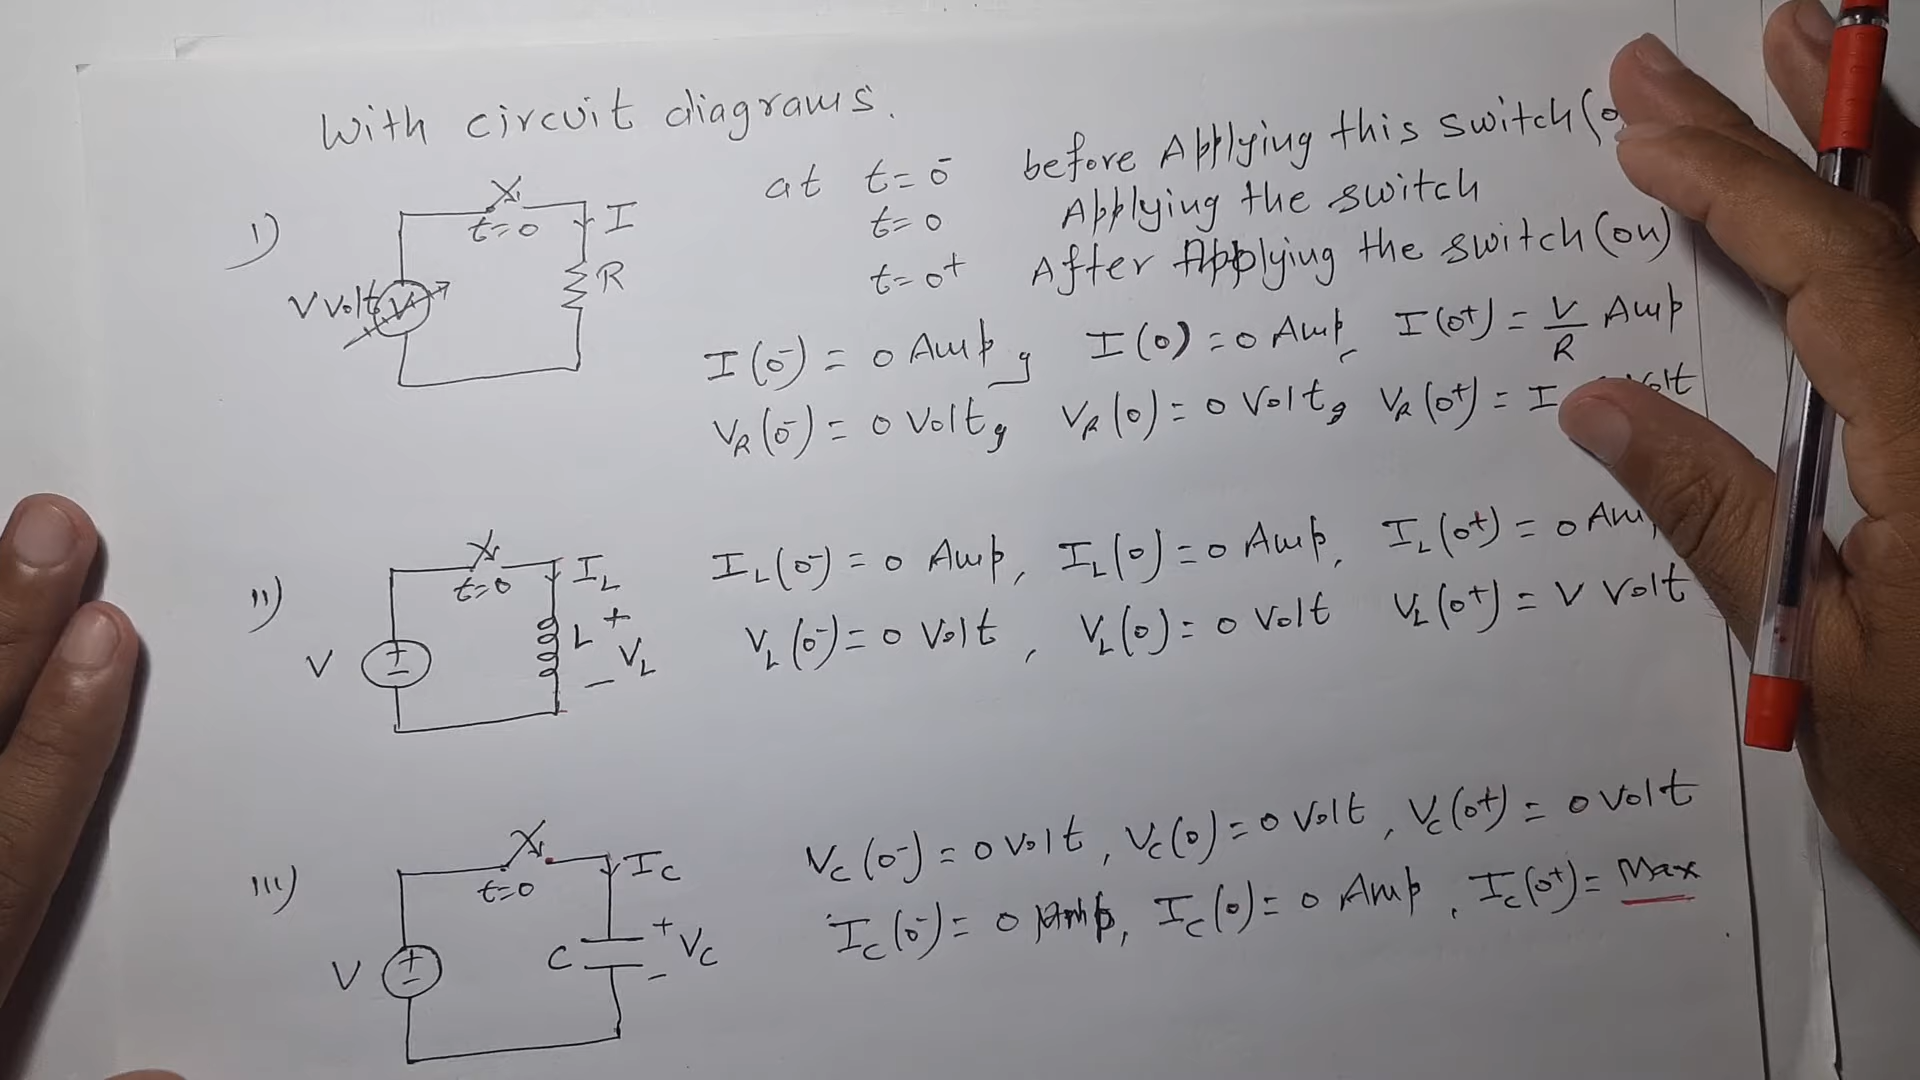 With circuit diagrams.
at t=0⁻ before Applying this switch (o
t=0 Applying the switch
t=0⁺ After Applying the switch (on)
1)
t=0
I
V Volt
V
R
I(0⁻) = 0 Amp, I(0) = 0 Amp, I(0⁺) = V/R Amp
V_R(0⁻) = 0 Volt, V_R(0) = 0 Volt, V_R(0⁺) = I Volt
11)
t=0
I_L
V
+
-
L
+
V_L
-
I_L(0⁻) = 0 Amp, I_L(0) = 0 Amp, I_L(0⁺) = 0 Am
V_L(0⁻) = 0 Volt, V_L(0) = 0 Volt V_L(0⁺) = V Volt
111)
t=0
I_C
V
+
-
C
+
V_C
-
V_C(0⁻) = 0 Volt, V_C(0) = 0 Volt, V_C(0⁺) = 0 Volt
I_C(0⁻) = 0 Amp, I_C(0) = 0 Amp, I_C(0⁺) = Max